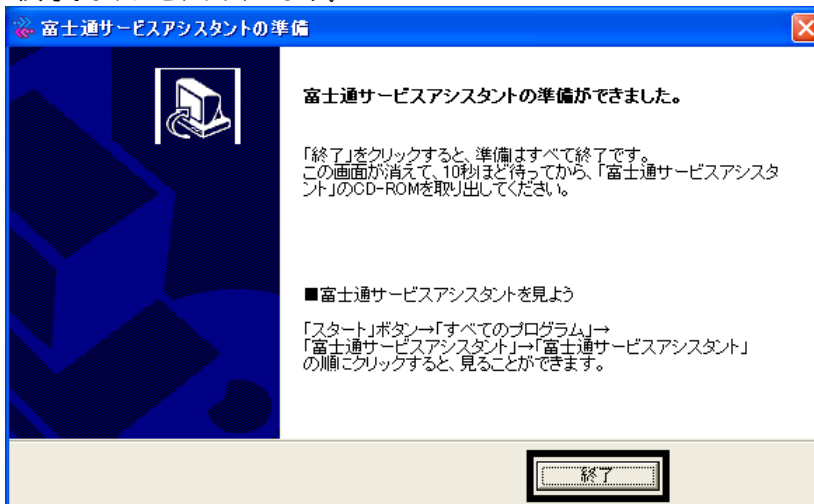 富士通サービスアシスタントの準備
富士通サービスアシスタントの準備ができました。
「終了」をクリックすると、準備はすべて終了です。
この画面が消えて、10秒ほど待ってから、「富士通サービスアシスタ
ント」のCD-ROMを取り出してください。
■富士通サービスアシスタントを見よう
「スタート」ボタン→「すべてのプログラム」→
「富士通サービスアシスタント」→「富士通サービスアシスタント」
の順にクリックすると、見ることができます。
終了